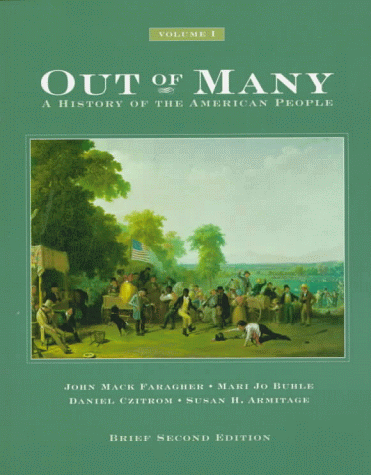 VOLUME I
OUT OF MANY
A HISTORY OF THE AMERICAN PEOPLE
JOHN MACK FARAGHER • MARI JO BUHLE
DANIEL CZITROM • SUSAN H. ARMITAGE
BRIEF SECOND EDITION